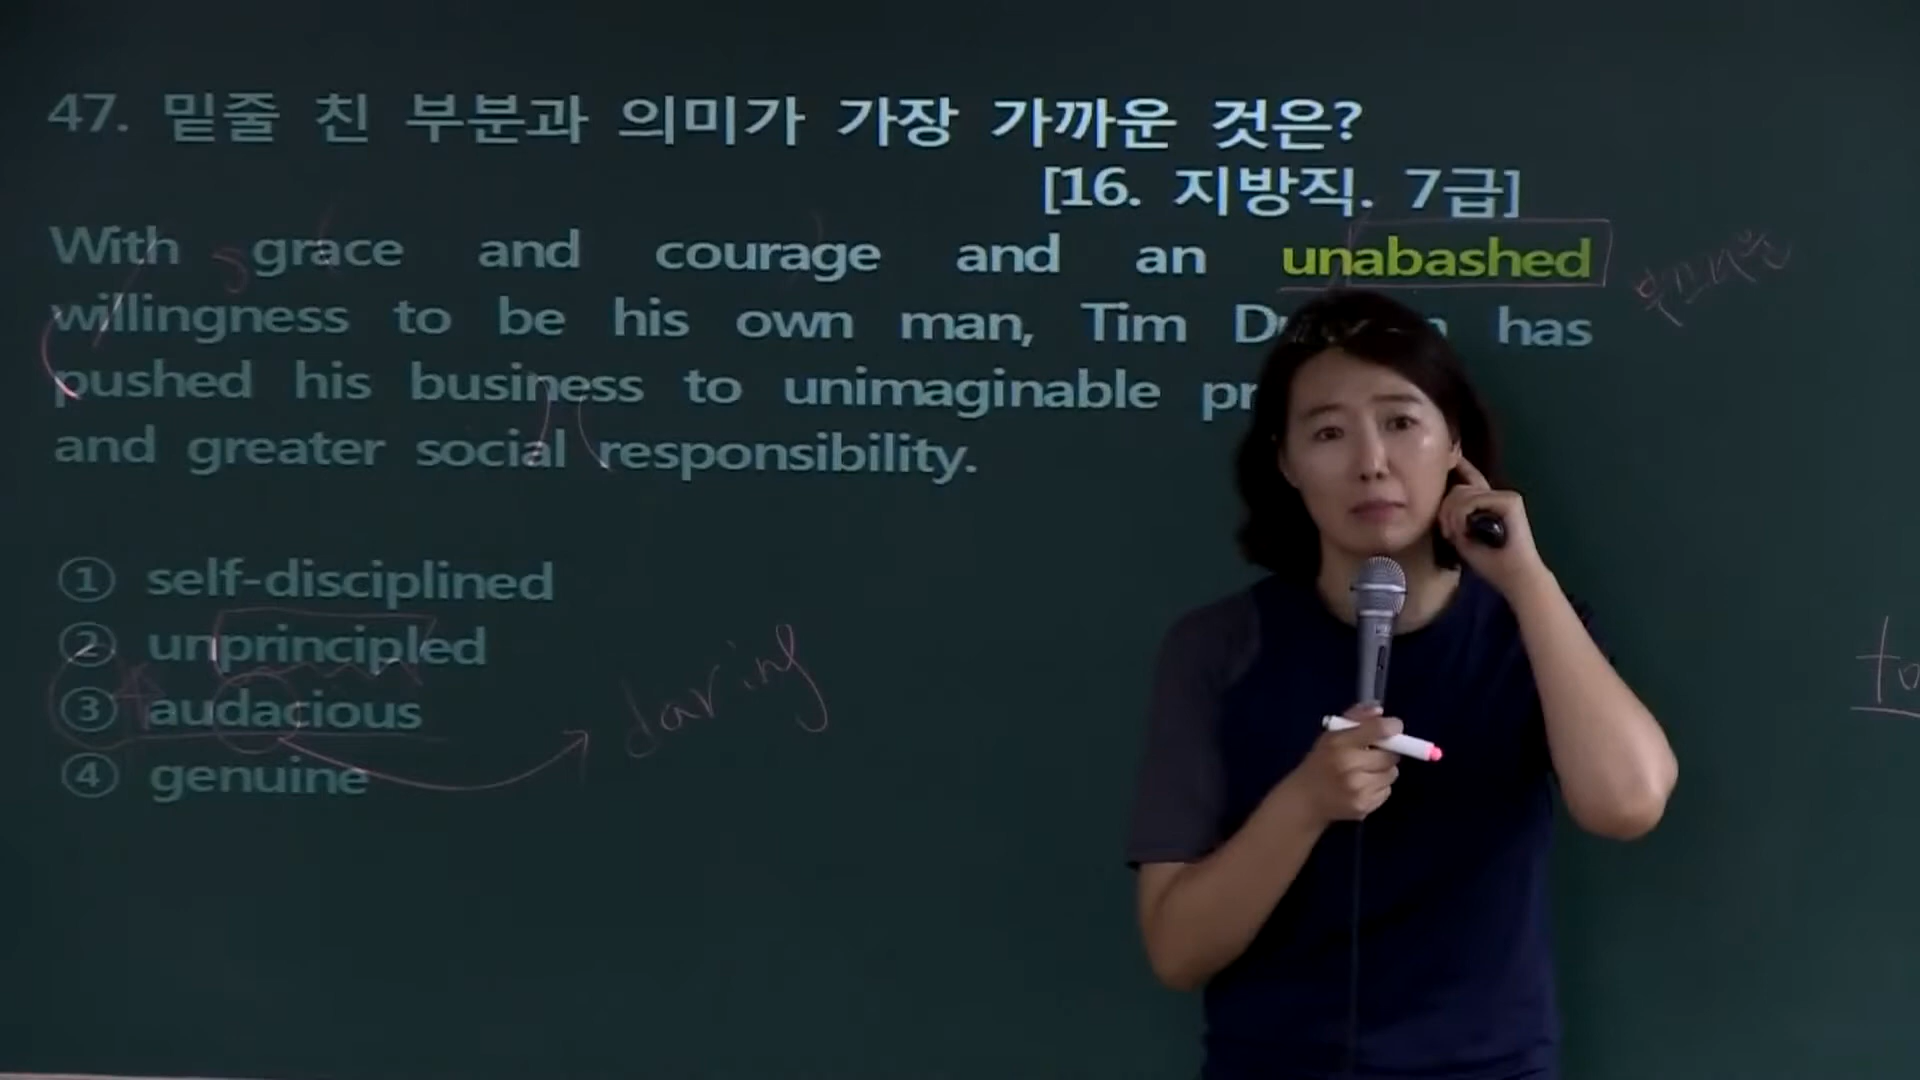 47. 밑줄 친 부분과 의미가 가장 가까운 것은?
[16. 지방직. 7급]
With grace and courage and an unabashed
willingness to be his own man, Tim has
pushed his business to unimaginable
and greater social responsibility.
① self-disciplined
② unprincipled
③ audacious
④ genuine
daring
to